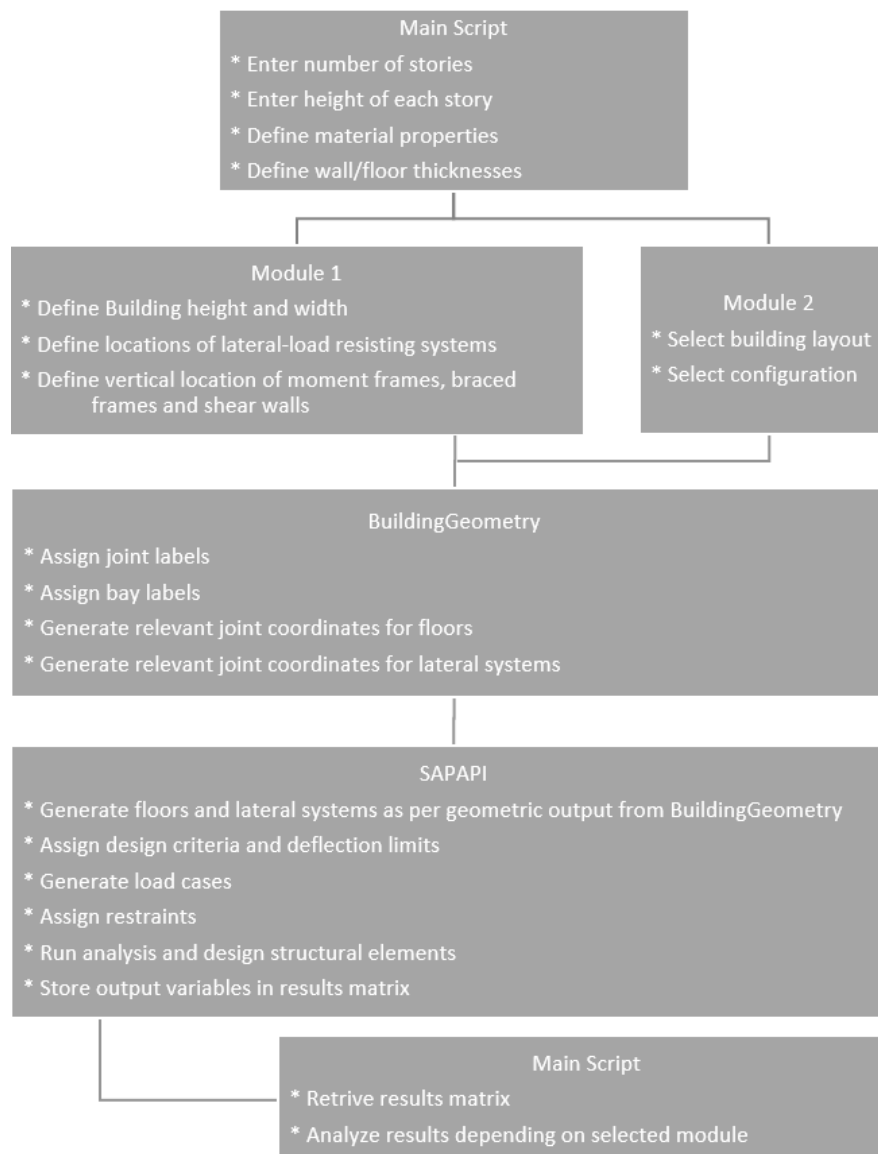 Main Script
* Enter number of stories
* Enter height of each story
* Define material properties
* Define wall/floor thicknesses
Module 1
* Define Building height and width
* Define locations of lateral-load resisting systems
* Define vertical location of moment frames, braced
frames and shear walls
Module 2
* Select building layout
* Select configuration
BuildingGeometry
* Assign joint labels
* Assign bay labels
* Generate relevant joint coordinates for floors
* Generate relevant joint coordinates for lateral systems
SAPAPI
* Generate floors and lateral systems as per geometric output from BuildingGeometry
* Assign design criteria and deflection limits
* Generate load cases
* Assign restraints
* Run analysis and design structural elements
* Store output variables in results matrix
Main Script
* Retrive results matrix
* Analyze results depending on selected module